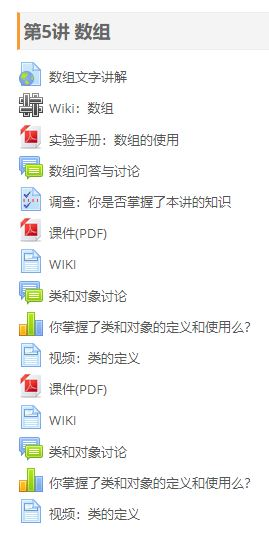 第5讲 数组
数组文字讲解
Wiki：数组
实验手册：数组的使用
数组问答与讨论
调查：你是否掌握了本讲的知识
课件(PDF)
WIKI
类和对象讨论
你掌握了类和对象的定义和使用么?
视频：类的定义
课件(PDF)
WIKI
类和对象讨论
你掌握了类和对象的定义和使用么?
视频：类的定义